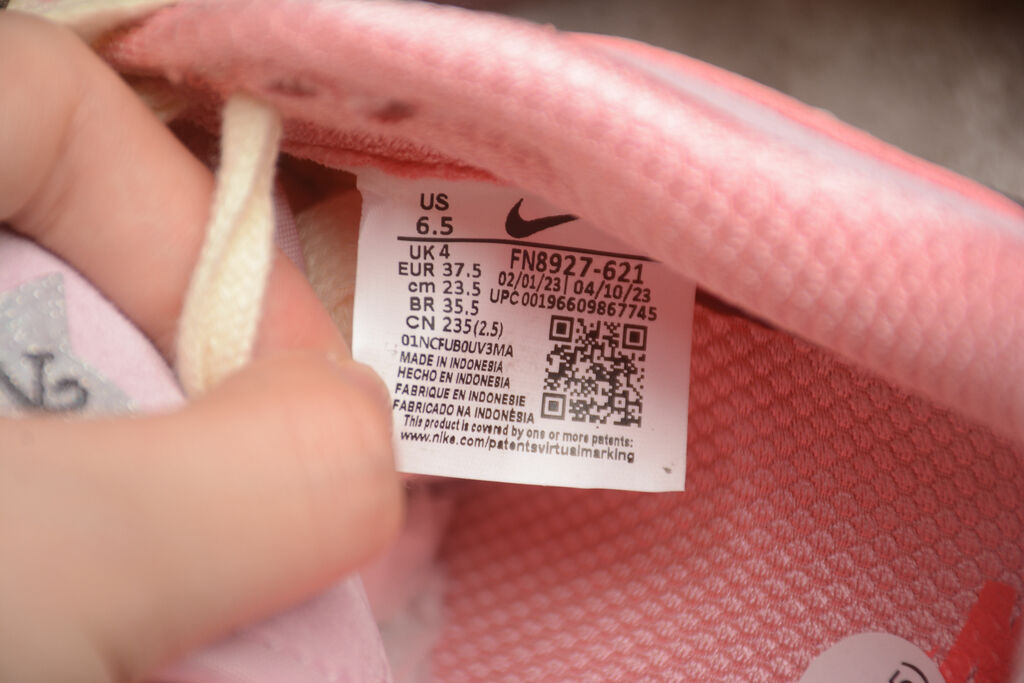 US
6.5
UK 4
EUR 37.5
cm 23.5
BR 35.5
CN 235(2.5)
FN8927-621
02/01/23| 04/10/23
UPC 00196609867745
01NCFUB0UV3MA
MADE IN INDONESIA
HECHO EN INDONESIA
FABRIQUE EN INDONESIE
FABRICADO NA INDONÉSIA
This product is covered by one or more patents:
www.nike.com/patentsvirtualmarking